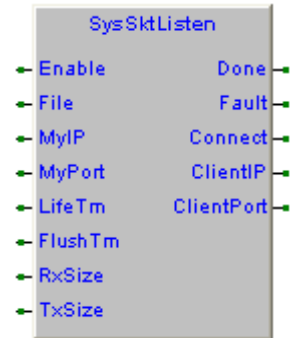 SysSktListen
Enable Done
File Fault
MyIP Connect
MyPort ClientIP
LifeTm ClientPort
FlushTm
RxSize
TxSize